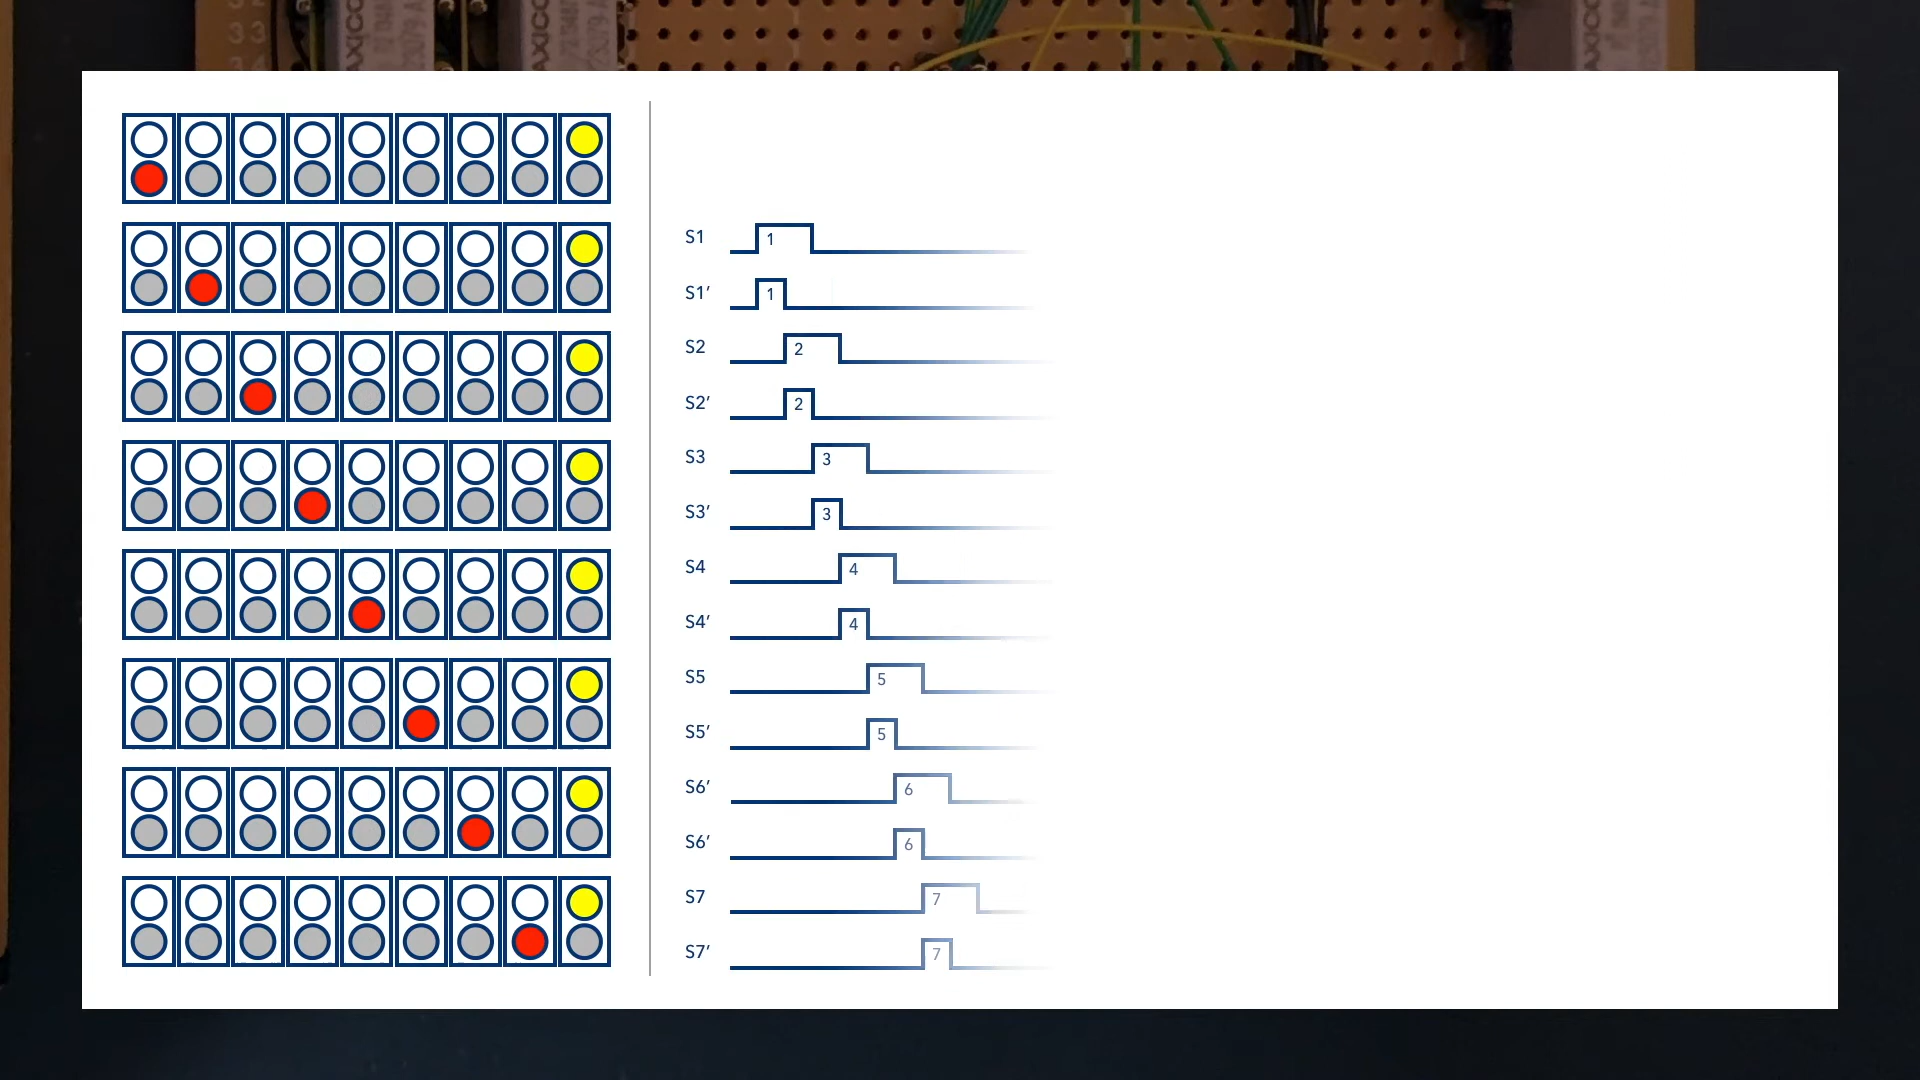 S1 1
S1′ 1
S2 2
S2′ 2
S3 3
S3′ 3
S4 4
S4′ 4
S5 5
S5′ 5
S6′ 6
S6′ 6
S7 7
S7′ 7